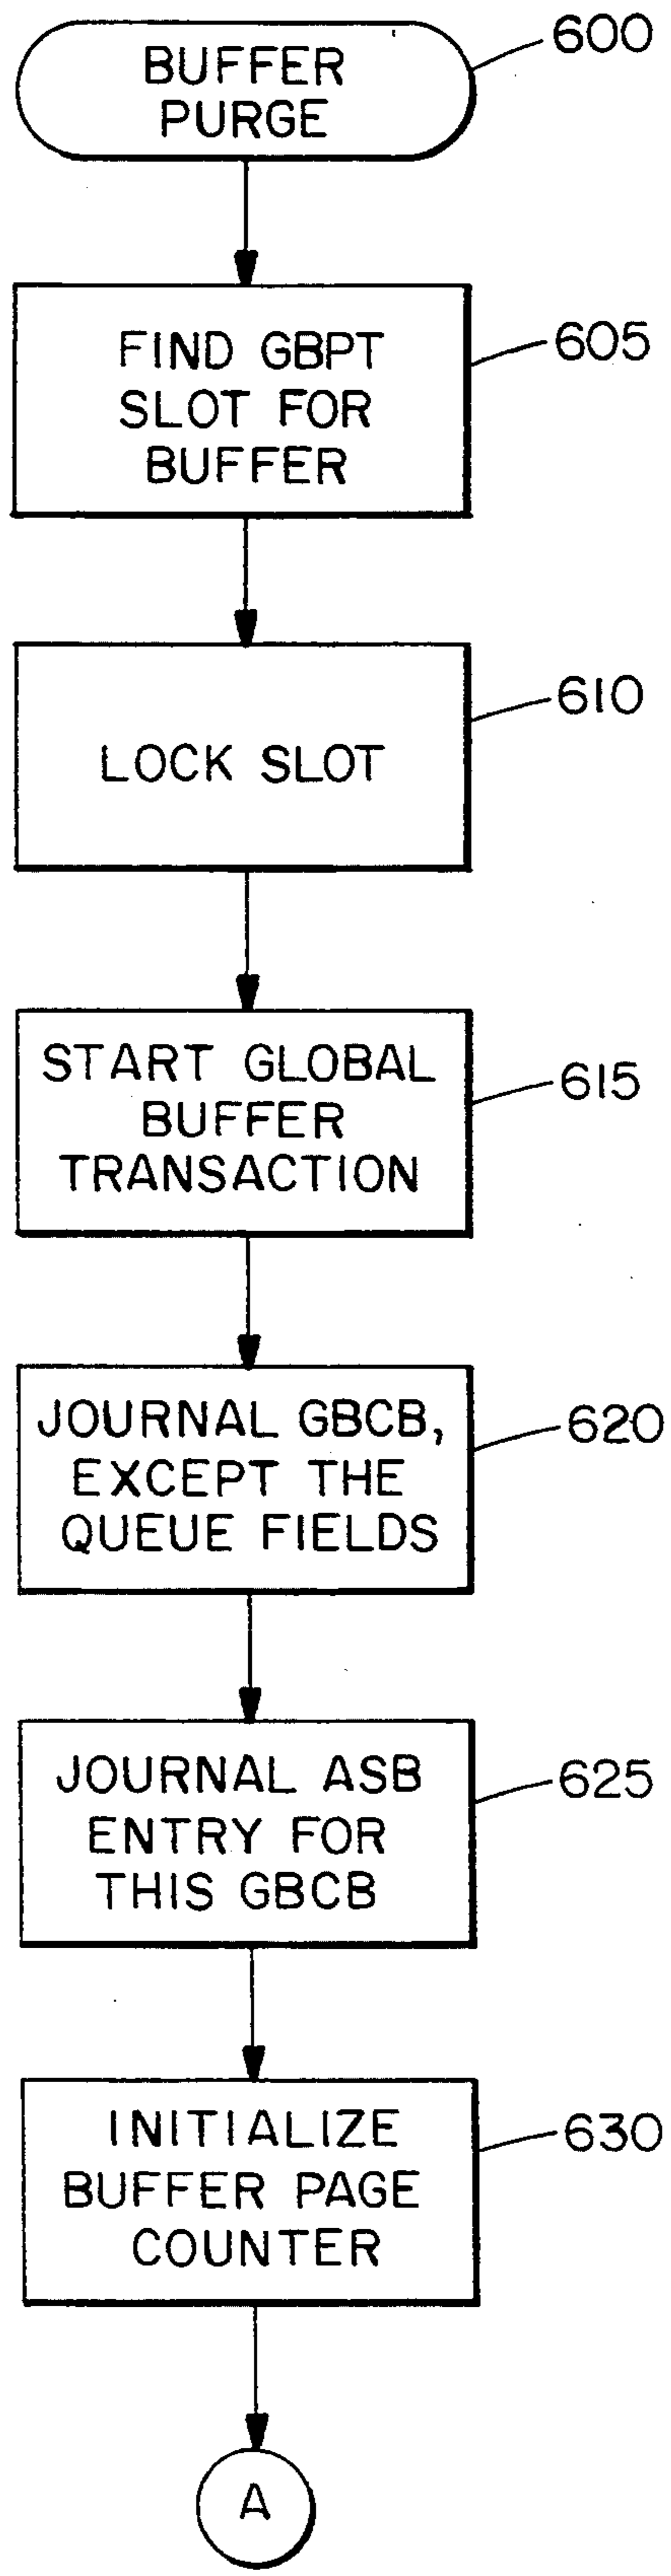 BUFFER
PURGE
600
FIND GBPT
SLOT FOR
BUFFER
605
LOCK SLOT
610
START GLOBAL
BUFFER
TRANSACTION
615
JOURNAL GBCB,
EXCEPT THE
QUEUE FIELDS
620
JOURNAL ASB
ENTRY FOR
THIS GBCB
625
INITIALIZE
BUFFER PAGE
COUNTER
630
A